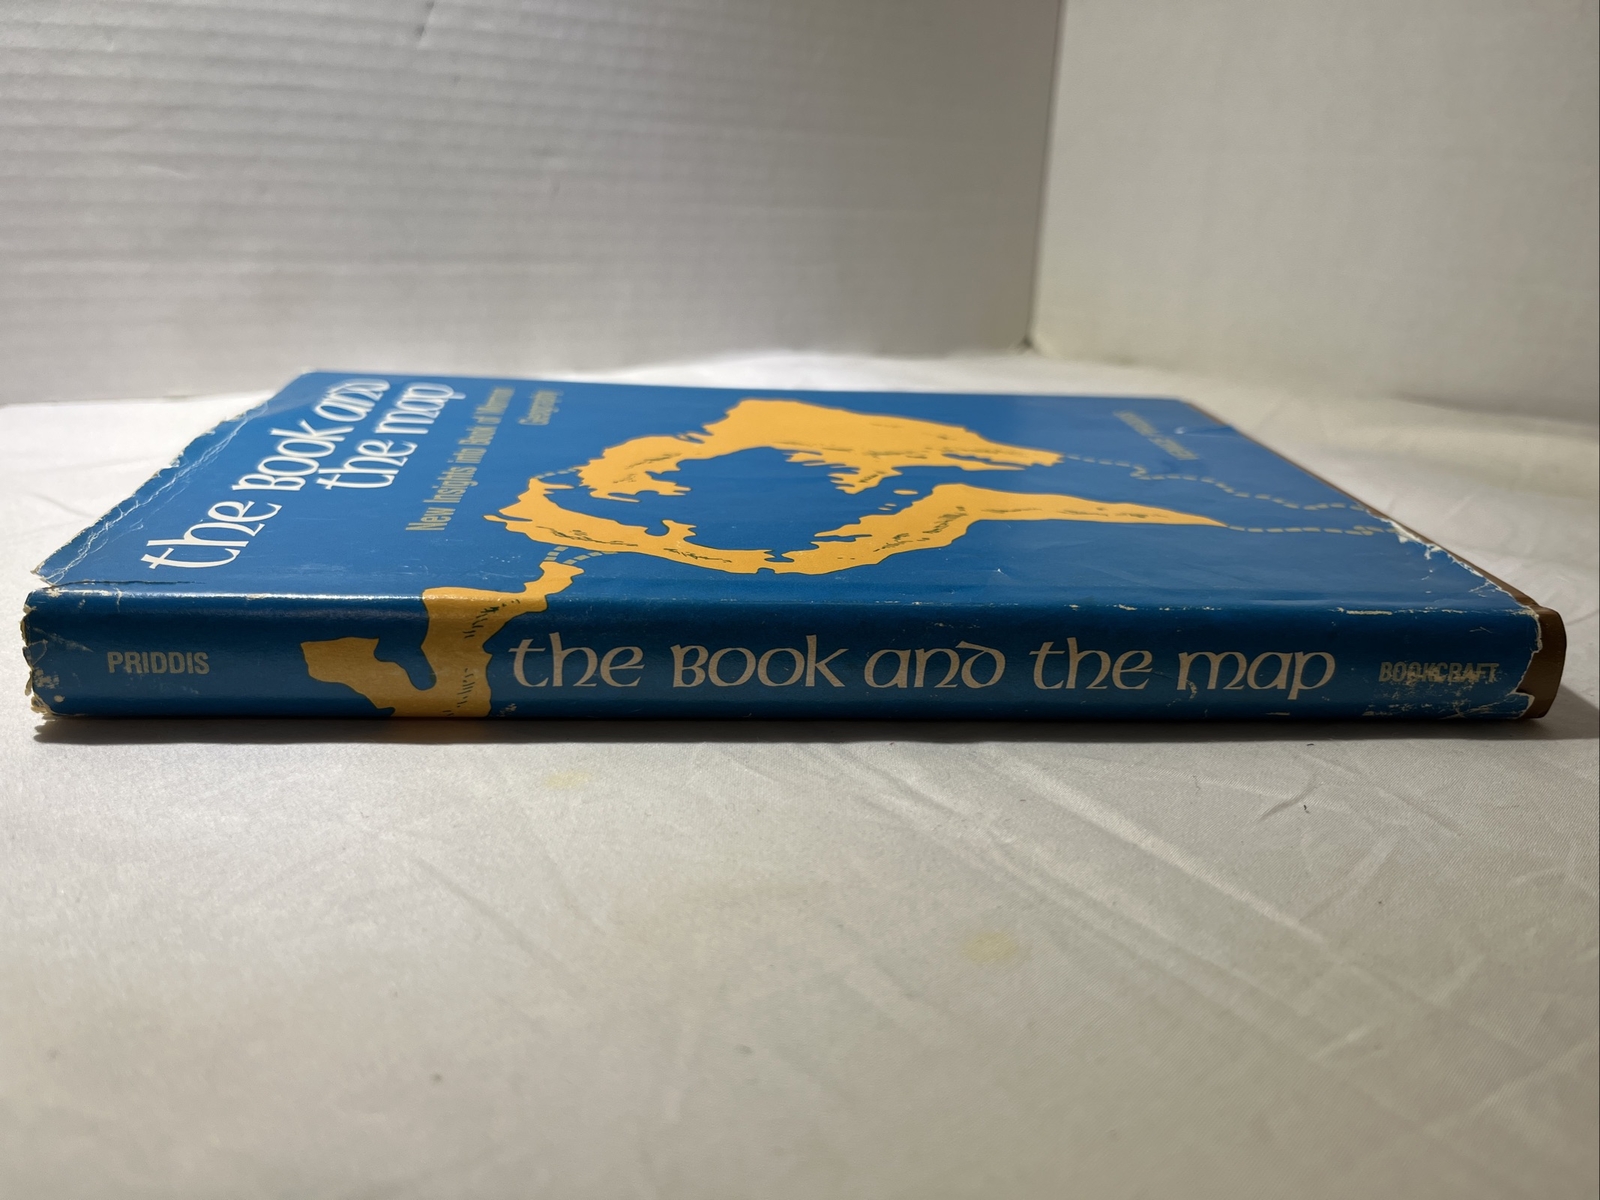 the Book and
the map
New Insights into Book of Mormon
Geography
PRIDDIS
the Book and the map
BOOKCRAFT